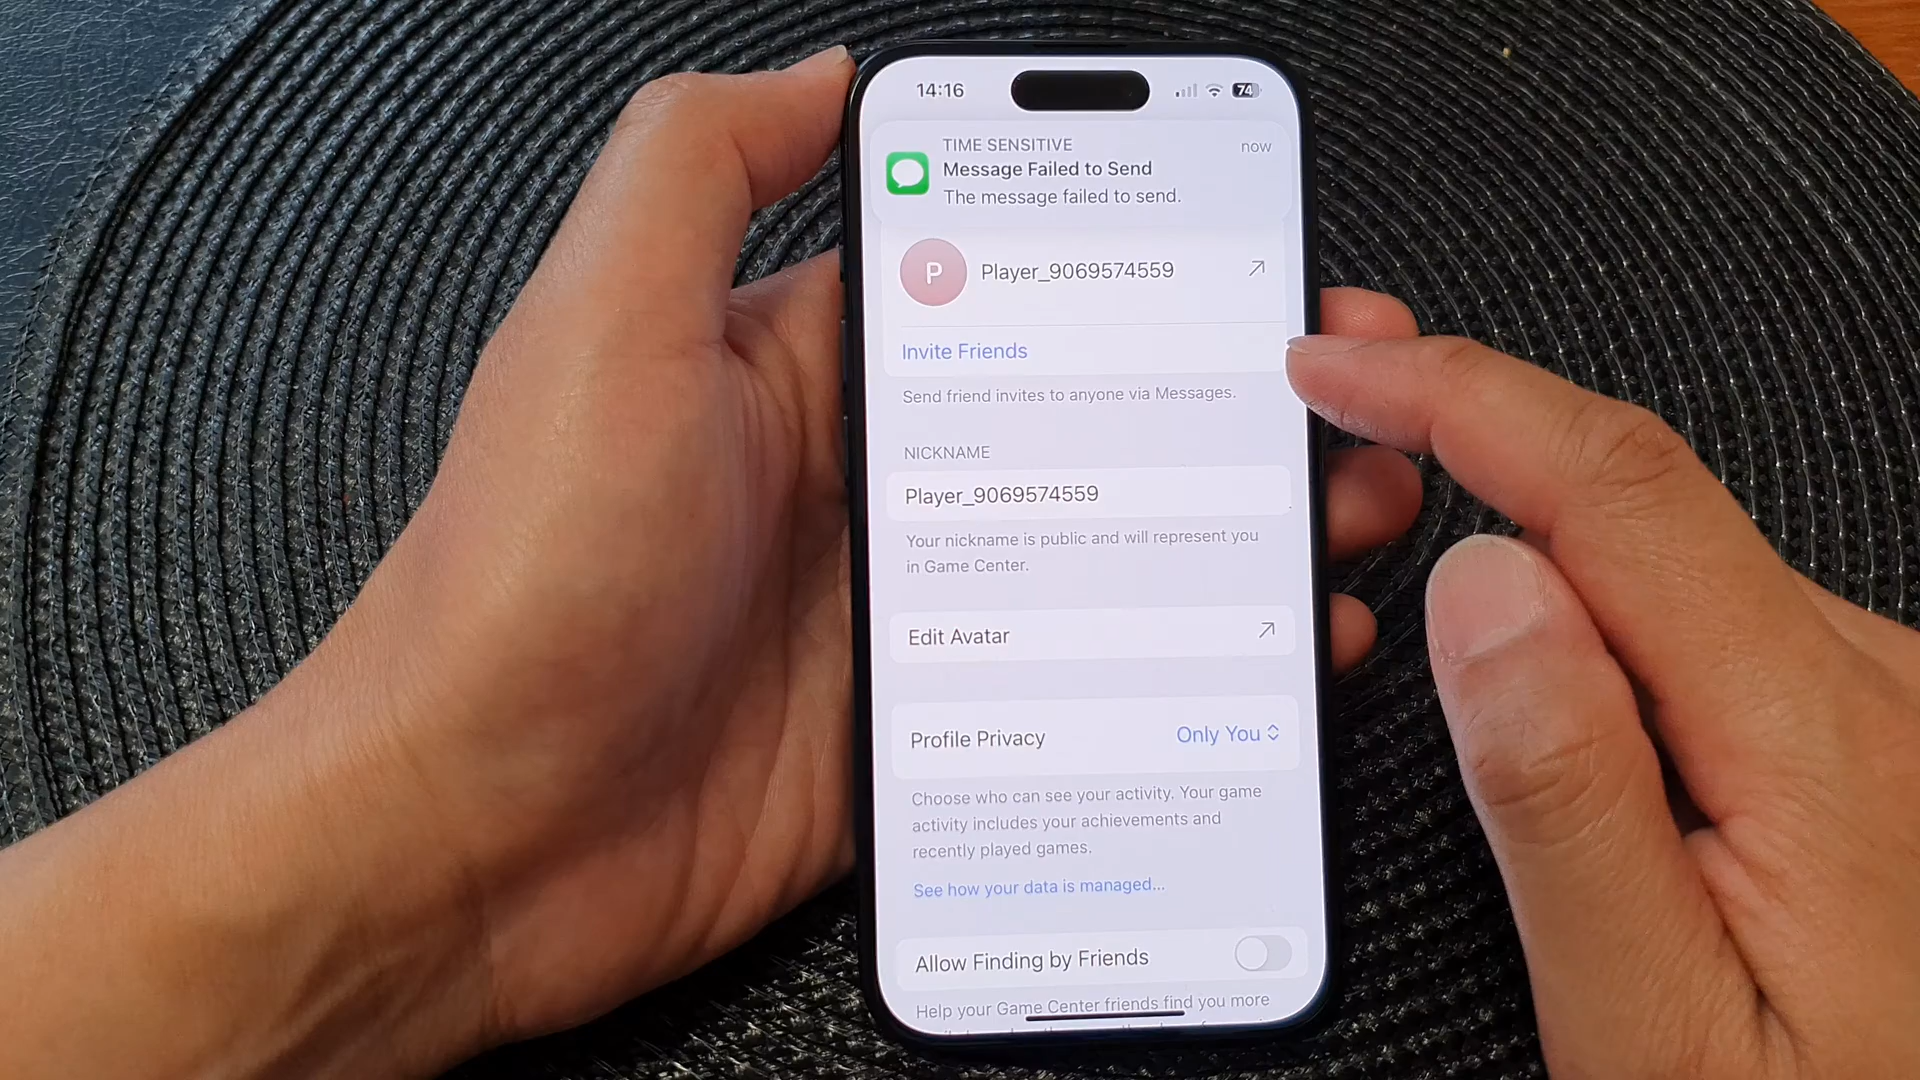 14:16
74
TIME SENSITIVE
now
Message Failed to Send
The message failed to send.
P
Player_9069574559
Invite Friends
Send friend invites to anyone via Messages.
NICKNAME
Player_9069574559
Your nickname is public and will represent you
in Game Center.
Edit Avatar
Profile Privacy
Only You
Choose who can see your activity. Your game
activity includes your achievements and
recently played games.
See how your data is managed...
Allow Finding by Friends
Help your Game Center friends find you more